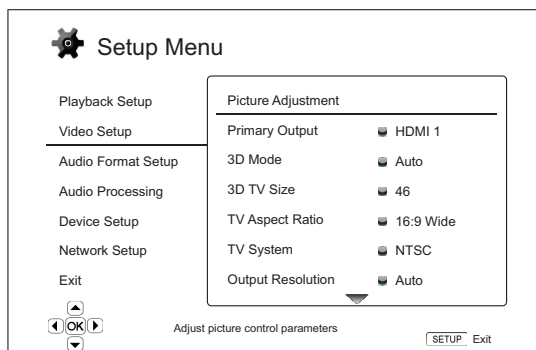 Setup Menu
Playback Setup
Video Setup
Audio Format Setup
Audio Processing
Device Setup
Network Setup
Exit
Picture Adjustment
Primary Output HDMI 1
3D Mode Auto
3D TV Size 46
TV Aspect Ratio 16:9 Wide
TV System NTSC
Output Resolution Auto
OK
Adjust picture control parameters
SETUP Exit